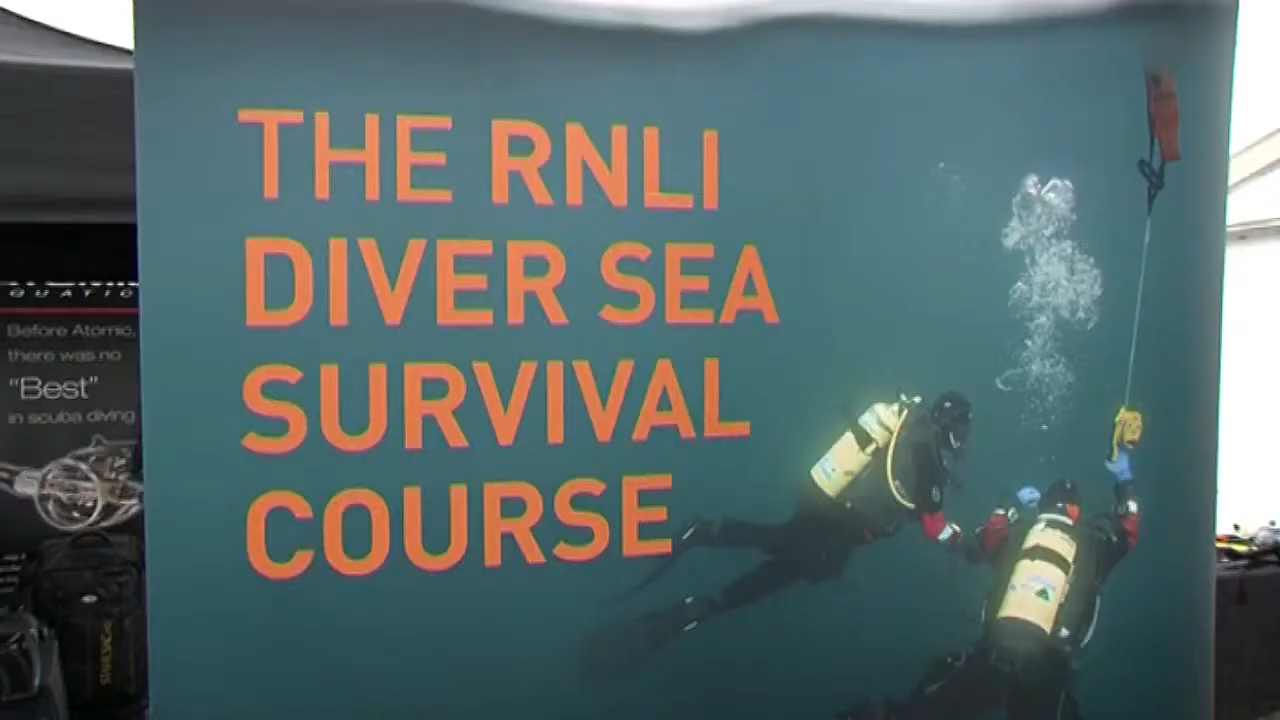 THE RNLI
DIVER SEA
SURVIVAL
COURSE
Before Atomic,
there was no
"Best"
in scuba diving